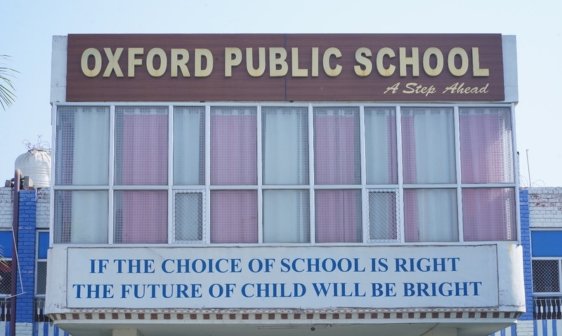 OXFORD PUBLIC SCHOOL
A Step Ahead
IF THE CHOICE OF SCHOOL IS RIGHT
THE FUTURE OF CHILD WILL BE BRIGHT